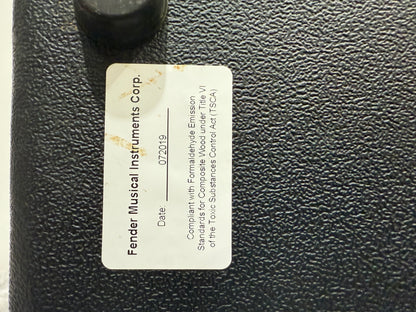 Fender Musical Instruments Corp.
Date: 072019
Compliant with Formaldehyde Emission
Standards for Composite Wood under Title VI
of the Toxic Substances Control Act (TSCA)